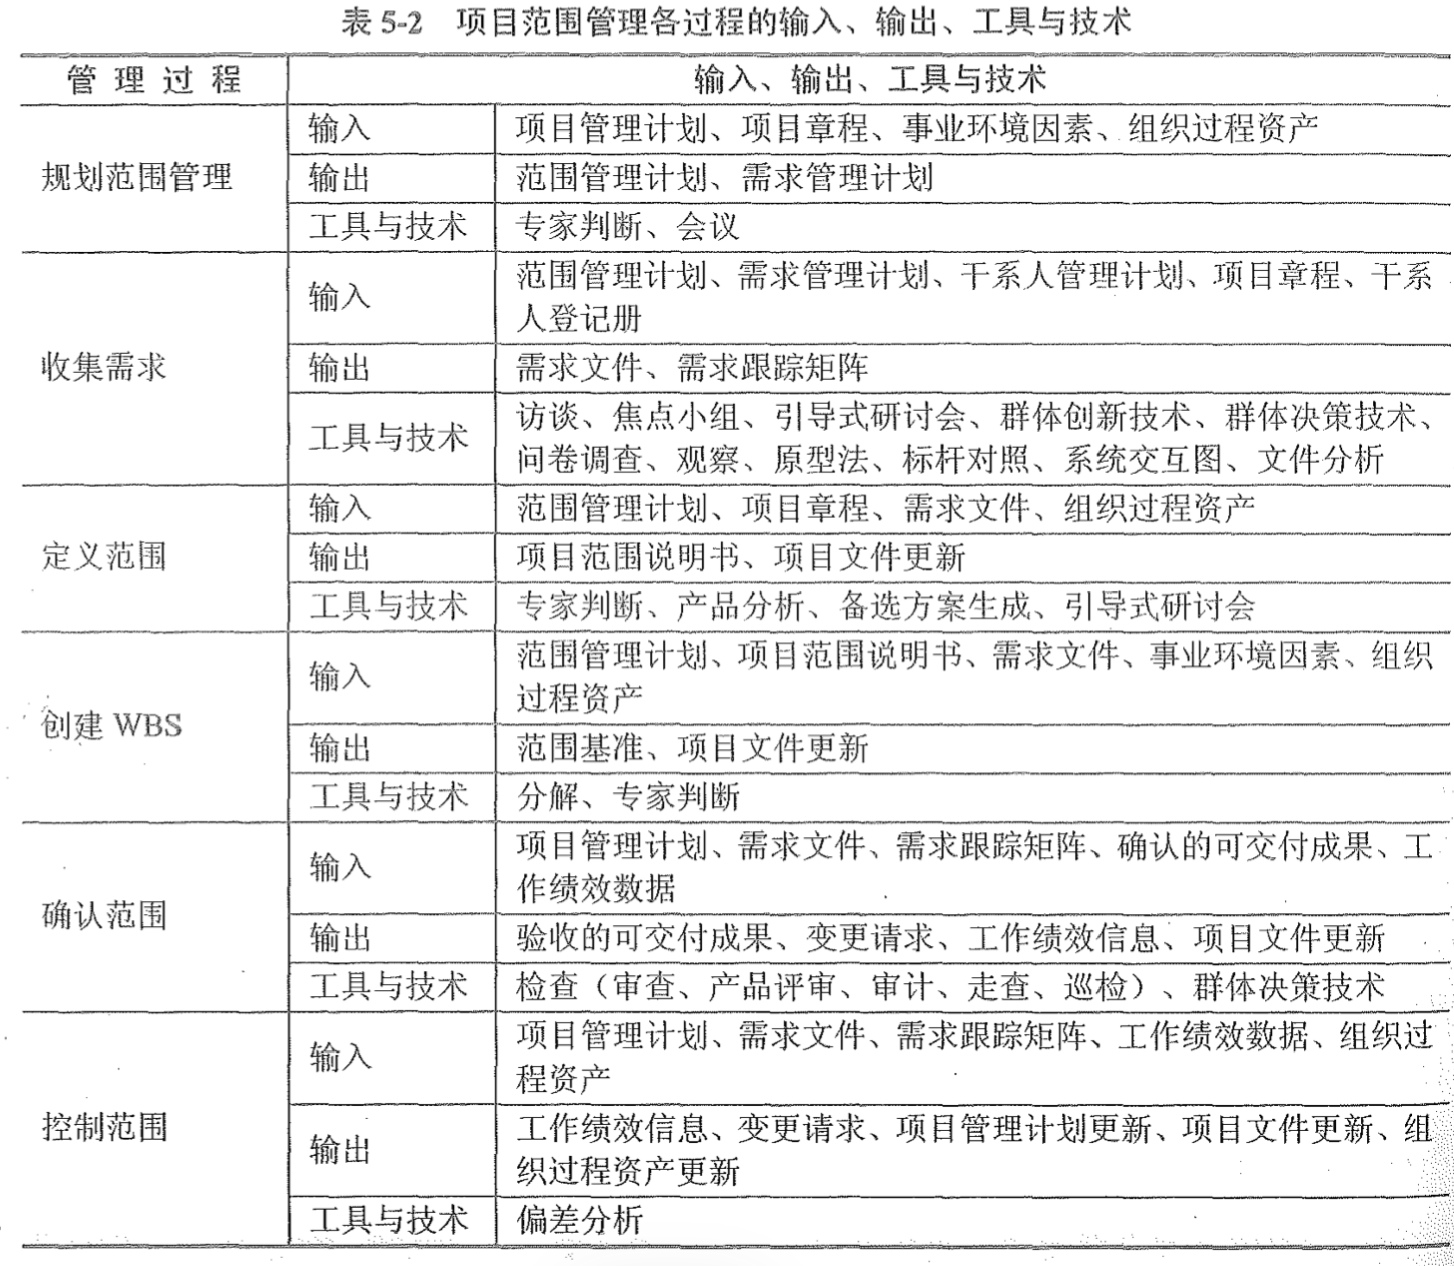 表 5-2 项目范围管理各过程的输入、输出、工具与技术
管 理 过 程
输入、输出、工具与技术
规划范围管理
输入
项目管理计划、项目章程、事业环境因素、组织过程资产
输出
范围管理计划、需求管理计划
工具与技术
专家判断、会议
收集需求
输入
范围管理计划、需求管理计划、干系人管理计划、项目章程、干系
人登记册
输出
需求文件、需求跟踪矩阵
工具与技术
访谈、焦点小组、引导式研讨会、群体创新技术、群体决策技术、
问卷调查、观察、原型法、标杆对照、系统交互图、文件分析
定义范围
输入
范围管理计划、项目章程、需求文件、组织过程资产
输出
项目范围说明书、项目文件更新
工具与技术
专家判断、产品分析、备选方案生成、引导式研讨会
创建 WBS
输入
范围管理计划、项目范围说明书、需求文件、事业环境因素、组织
过程资产
输出
范围基准、项目文件更新
工具与技术
分解、专家判断
确认范围
输入
项目管理计划、需求文件、需求跟踪矩阵、确认的可交付成果、工
作绩效数据
输出
验收的可交付成果、变更请求、工作绩效信息、项目文件更新
工具与技术
检查（审查、产品评审、审计、走查、巡检）、群体决策技术
控制范围
输入
项目管理计划、需求文件、需求跟踪矩阵、工作绩效数据、组织过
程资产
输出
工作绩效信息、变更请求、项目管理计划更新、项目文件更新、组
织过程资产更新
工具与技术
偏差分析